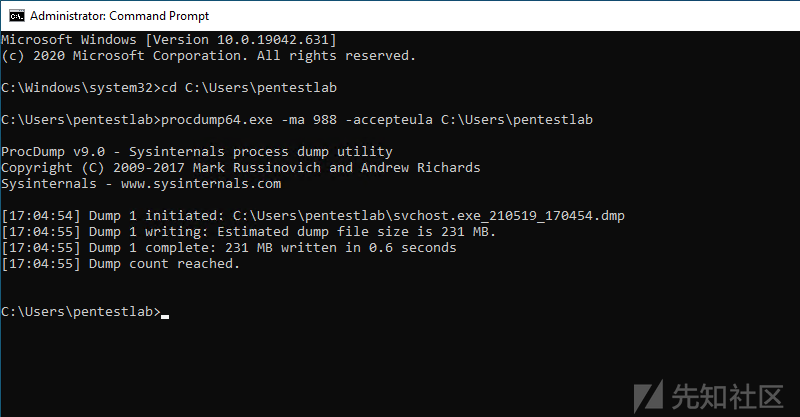 Administrator: Command Prompt
Microsoft Windows [Version 10.0.19042.631]
(c) 2020 Microsoft Corporation. All rights reserved.
C:\Windows\system32>cd C:\Users\pentestlab
C:\Users\pentestlab>procdump64.exe -ma 988 -accepteula C:\Users\pentestlab
ProcDump v9.0 - Sysinternals process dump utility
Copyright (C) 2009-2017 Mark Russinovich and Andrew Richards
Sysinternals - www.sysinternals.com
[17:04:54] Dump 1 initiated: C:\Users\pentestlab\svchost.exe_210519_170454.dmp
[17:04:55] Dump 1 writing: Estimated dump file size is 231 MB.
[17:04:55] Dump 1 complete: 231 MB written in 0.6 seconds
[17:04:55] Dump count reached.
C:\Users\pentestlab>
先知社区